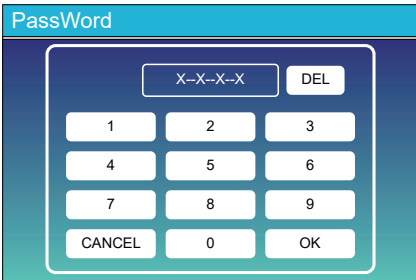 PassWord
X--X--X--X DEL
1 2 3
4 5 6
7 8 9
CANCEL 0 OK